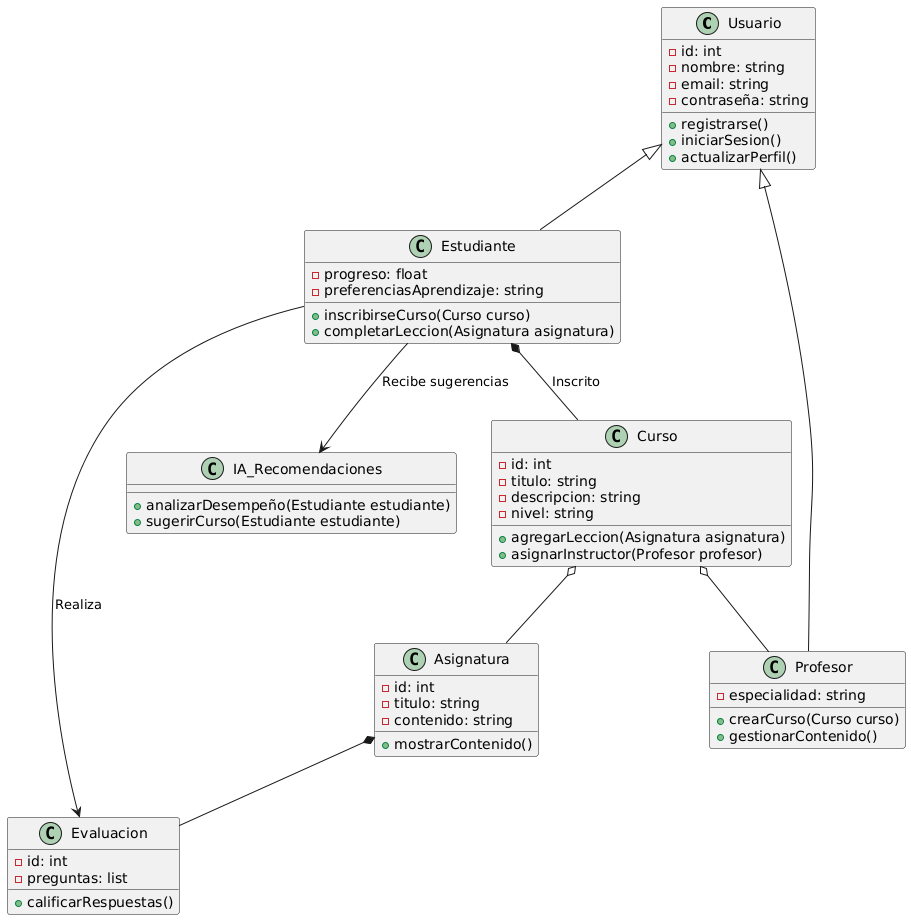 C Usuario
id: int
nombre: string
email: string
contraseña: string
registrarse()
iniciarSesion()
actualizarPerfil()
C Estudiante
progreso: float
preferenciasAprendizaje: string
inscribirseCurso(Curso curso)
completarLeccion(Asignatura asignatura)
Recibe sugerencias
Inscrito
C IA_Recomendaciones
analizarDesempeño(Estudiante estudiante)
sugerirCurso(Estudiante estudiante)
C Curso
id: int
titulo: string
descripcion: string
nivel: string
agregarLeccion(Asignatura asignatura)
asignarInstructor(Profesor profesor)
Realiza
C Asignatura
id: int
titulo: string
contenido: string
mostrarContenido()
C Profesor
especialidad: string
crearCurso(Curso curso)
gestionarContenido()
C Evaluacion
id: int
preguntas: list
calificarRespuestas()